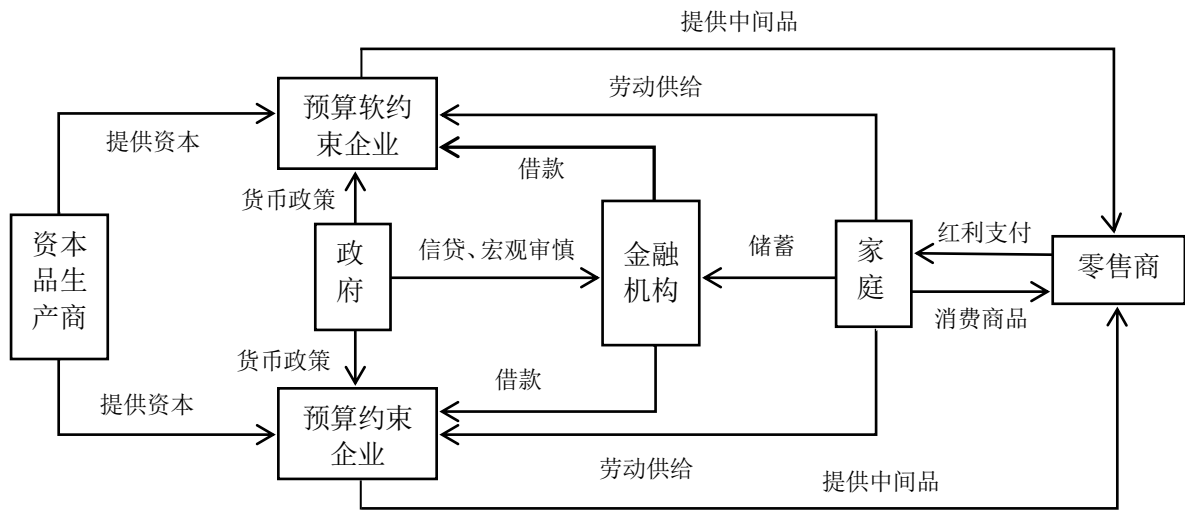 提供中间品
预算软约
束企业
劳动供给
提供资本
借款
货币政策
资本
品生
产商
政
府
信贷、宏观审慎
金融
机构
储蓄
家
庭
红利支付
零售商
消费商品
货币政策
借款
提供资本
预算约束
企业
劳动供给
提供中间品